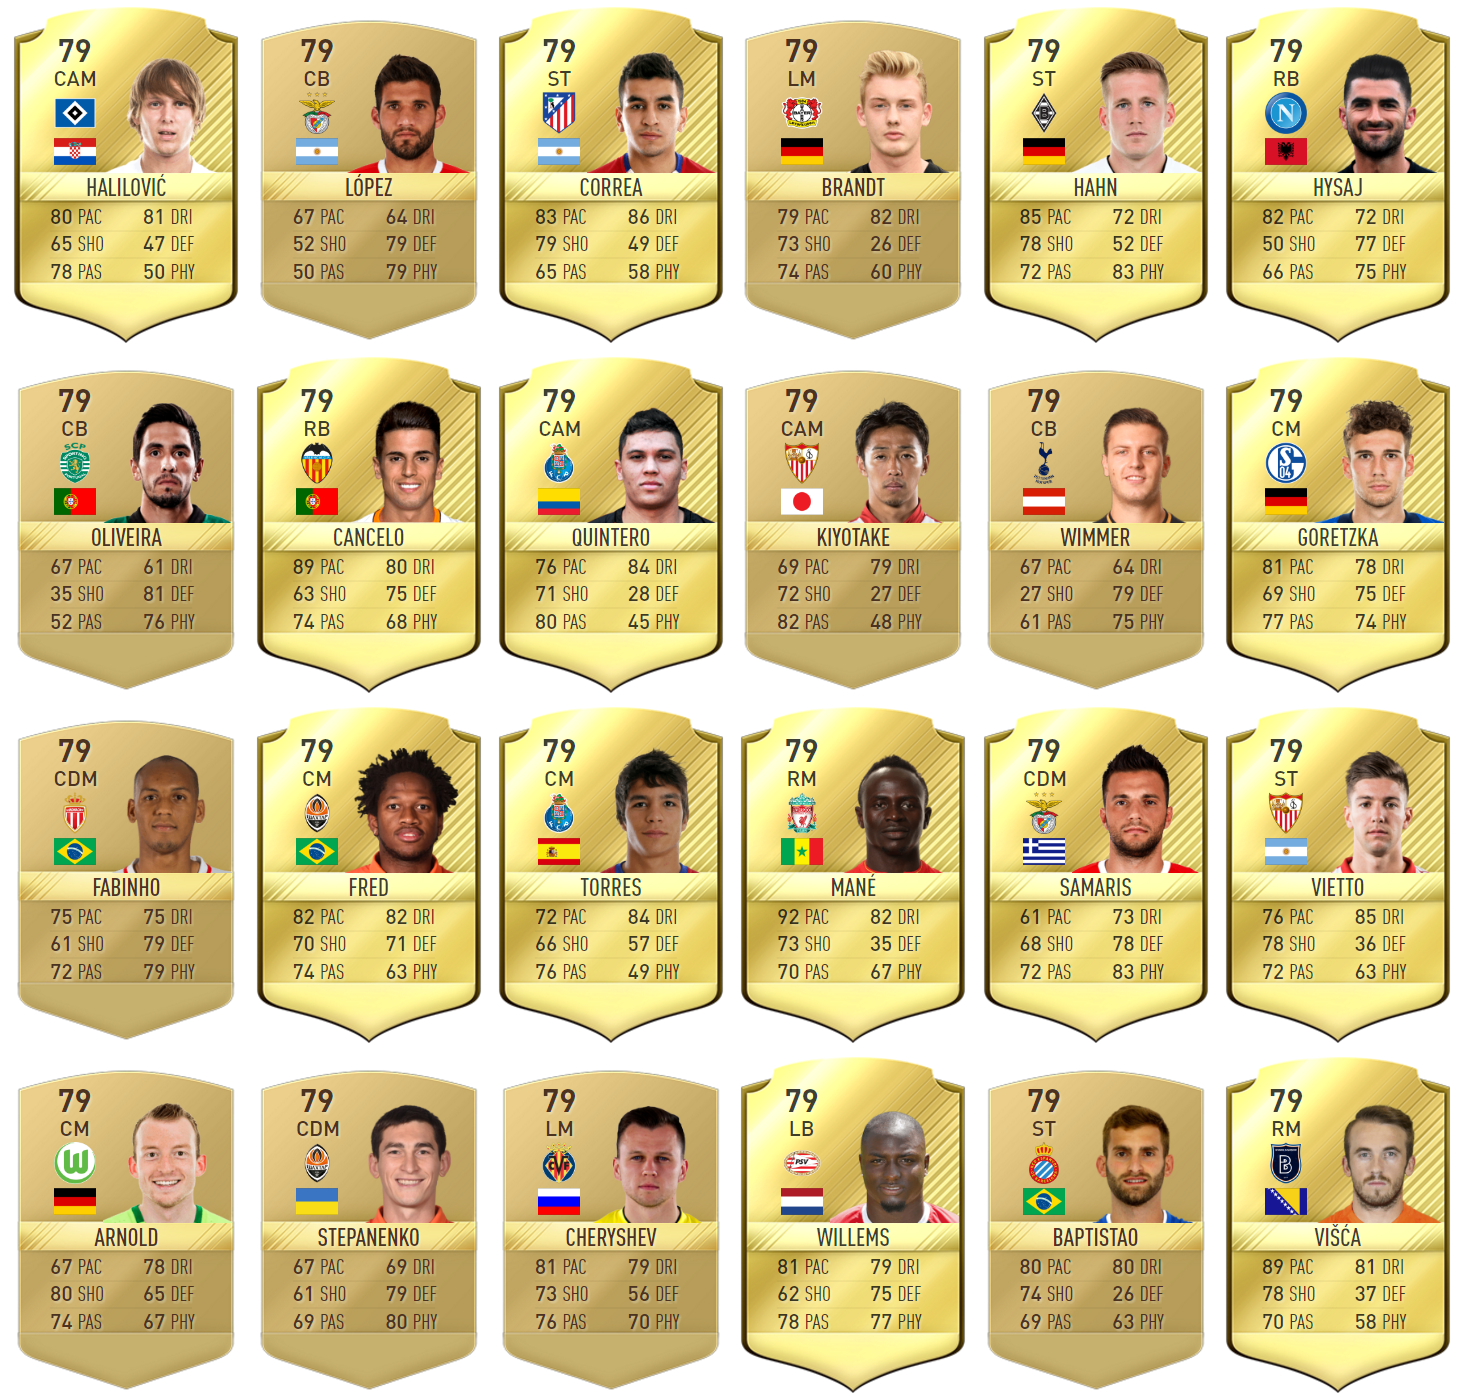 79
CAM
HALILOVIĆ
80 PAC 81 DRI
65 SHO 47 DEF
78 PAS 50 PHY
79
CB
LÓPEZ
67 PAC 64 DRI
52 SHO 79 DEF
50 PAS 79 PHY
79
ST
CORREA
83 PAC 86 DRI
79 SHO 49 DEF
65 PAS 58 PHY
79
LM
BRANDT
79 PAC 82 DRI
73 SHO 26 DEF
74 PAS 60 PHY
79
ST
HAHN
85 PAC 72 DRI
78 SHO 52 DEF
72 PAS 83 PHY
79
RB
N
HYSAJ
82 PAC 72 DRI
50 SHO 77 DEF
66 PAS 75 PHY
79
CB
SCP
OLIVEIRA
67 PAC 61 DRI
35 SHO 81 DEF
52 PAS 76 PHY
79
RB
CANCELO
89 PAC 80 DRI
63 SHO 75 DEF
74 PAS 68 PHY
79
CAM
QUINTERO
76 PAC 84 DRI
71 SHO 28 DEF
80 PAS 45 PHY
79
CAM
KIYOTAKE
69 PAC 79 DRI
72 SHO 27 DEF
82 PAS 48 PHY
79
CB
WIMMER
67 PAC 64 DRI
27 SHO 79 DEF
61 PAS 75 PHY
79
CM
S
04
GORETZKA
81 PAC 78 DRI
69 SHO 75 DEF
77 PAS 74 PHY
79
CDM
FABINHO
75 PAC 75 DRI
61 SHO 79 DEF
72 PAS 79 PHY
79
CM
FRED
82 PAC 82 DRI
70 SHO 71 DEF
74 PAS 63 PHY
79
CM
TORRES
72 PAC 84 DRI
66 SHO 57 DEF
76 PAS 49 PHY
79
RM
MANÉ
92 PAC 82 DRI
73 SHO 35 DEF
70 PAS 67 PHY
79
CDM
SAMARIS
61 PAC 73 DRI
68 SHO 78 DEF
72 PAS 83 PHY
79
ST
VIETTO
76 PAC 85 DRI
78 SHO 36 DEF
72 PAS 63 PHY
79
CM
W
ARNOLD
67 PAC 78 DRI
80 SHO 65 DEF
74 PAS 67 PHY
79
CDM
STEPANENKO
67 PAC 69 DRI
61 SHO 79 DEF
69 PAS 80 PHY
79
LM
CHERYSHEV
81 PAC 79 DRI
73 SHO 56 DEF
76 PAS 70 PHY
79
LB
PSV
WILLEMS
81 PAC 79 DRI
62 SHO 75 DEF
78 PAS 77 PHY
79
ST
BAPTISTAO
80 PAC 80 DRI
74 SHO 26 DEF
69 PAS 63 PHY
79
RM
B
VIŠĆA
89 PAC 81 DRI
78 SHO 37 DEF
70 PAS 58 PHY